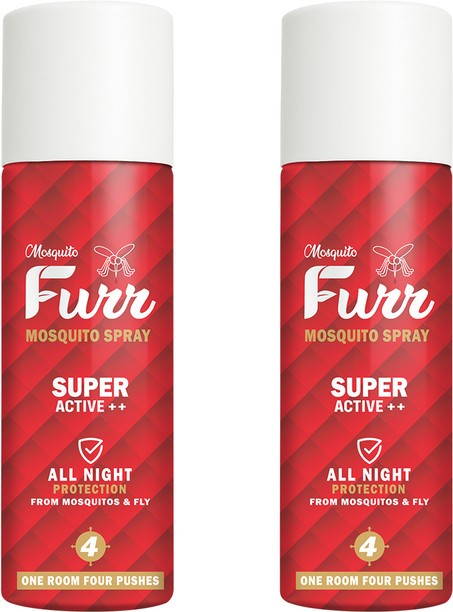 Mosquito
Furr
MOSQUITO SPRAY
SUPER
ACTIVE ++
ALL NIGHT
PROTECTION
FROM MOSQUITOS & FLY
4
ONE ROOM FOUR PUSHES
Mosquito
Furr
MOSQUITO SPRAY
SUPER
ACTIVE ++
ALL NIGHT
PROTECTION
FROM MOSQUITOS & FLY
4
ONE ROOM FOUR PUSHES